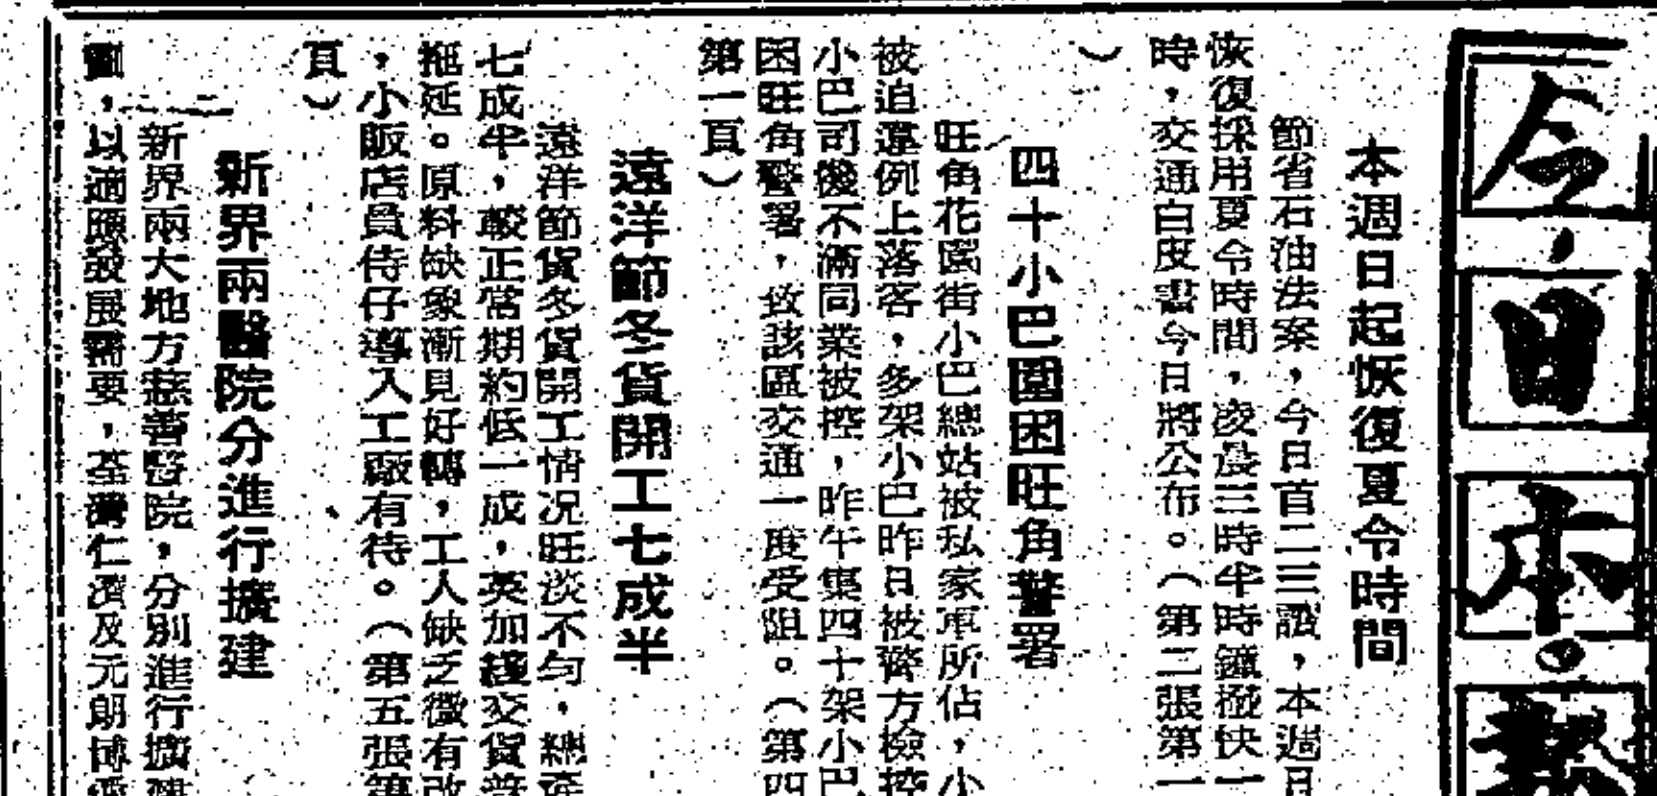 今日本報
本週日起恢復夏令時間
節省石油法案,今日首二三讀,本週日
恢復採用夏令時間,凌晨三時半時鐘撥快一
時,交通白皮書今日將公布。(第二張第一
)
四十小巴圍困旺角警署
旺角花園街小巴總站被私家車所佔,小
被迫違例上落客,多架小巴昨日被警方檢控
小巴司機不滿同業被控,昨午集四十架小巴
困旺角警署,致該區交通一度受阻。(第四
第一頁)
遠洋節冬貨開工七成半
遠洋節貨冬貨開工情況旺淡不勻,總產
七成半,較正常期約低一成,英加趕交貨普
拖延。原料缺象漸見好轉,工人缺乏微有改
,小販店員侍仔導入工廠有待。(第五張第
頁)
新界兩醫院分進行擴建
新界兩大地方慈善醫院,分別進行擴建
劃,以適應發展需要,荃灣仁濟及元朗博愛